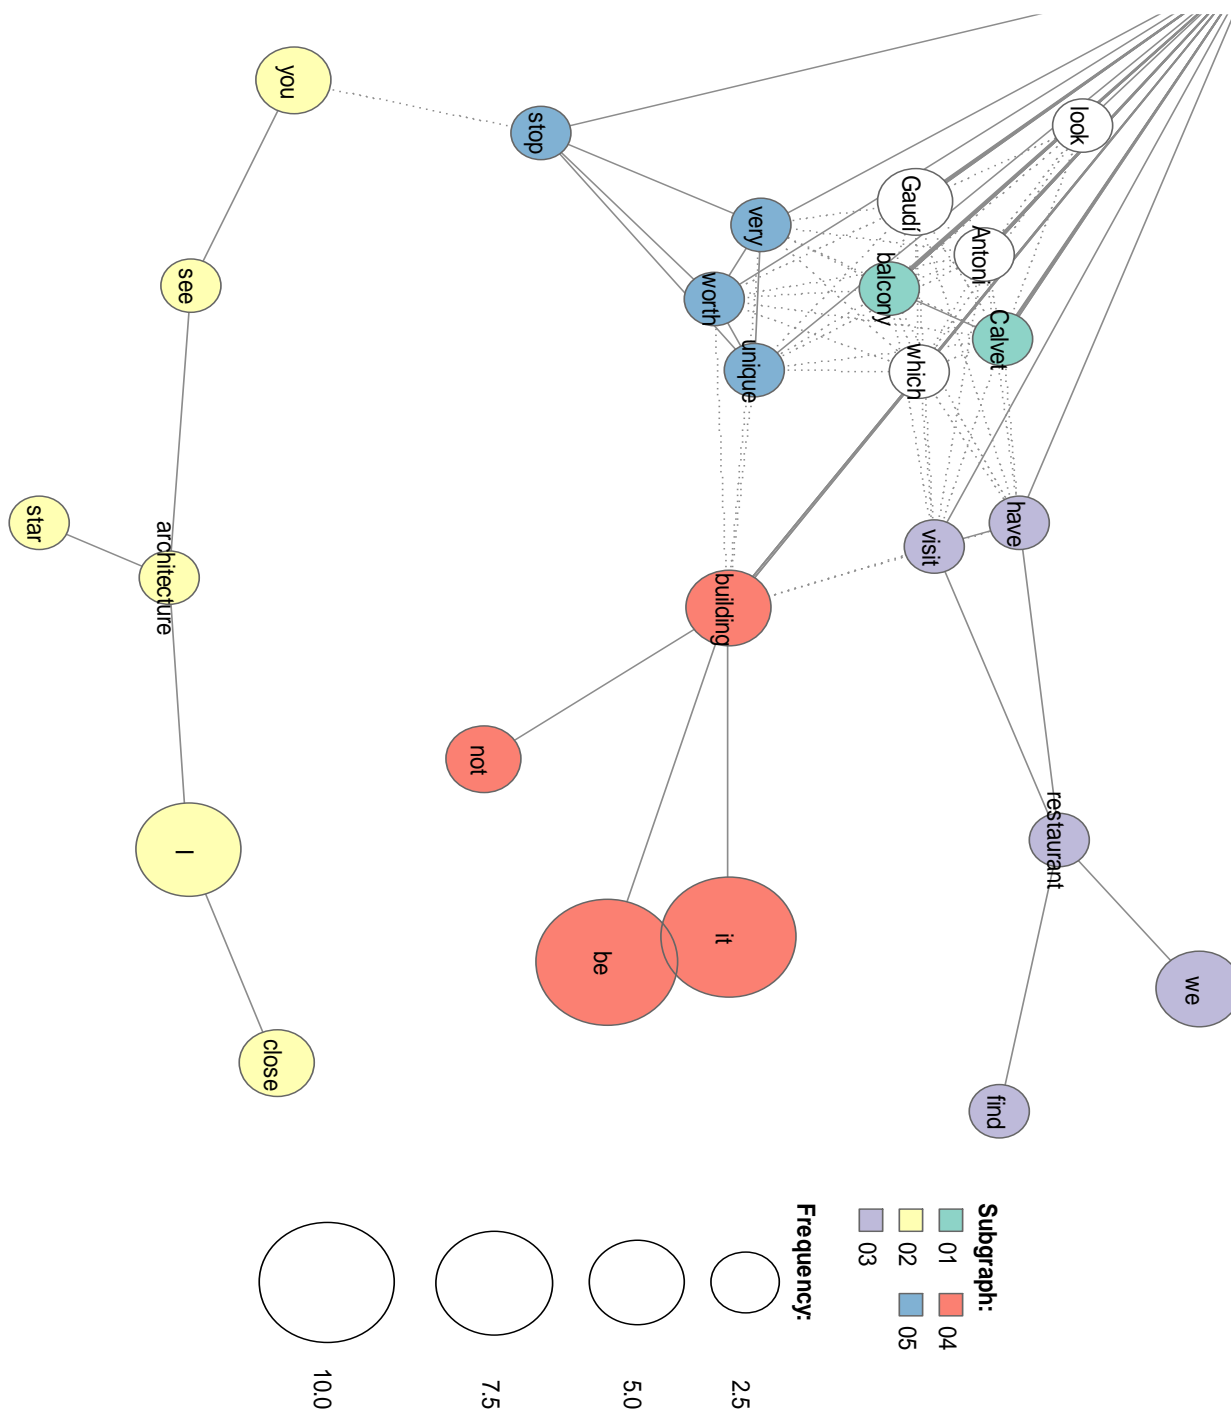 you
stop
look
Gaudí
very
Antoni
balcony
see
worth
Calvet
unique
which
star
have
visit
architecture
building
not
restaurant
I
it
be
we
close
find
Subgraph:
01
04
02
05
03
Frequency:
2.5
5.0
7.5
10.0